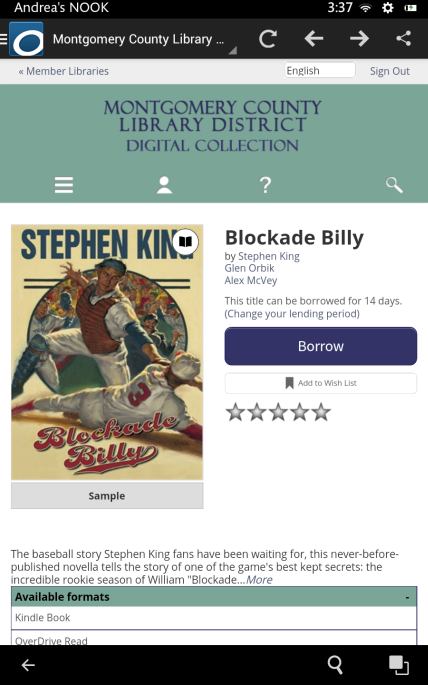 Andrea's NOOK
3:37
Montgomery County Library ...
« Member Libraries
English
Sign Out
MONTGOMERY COUNTY
LIBRARY DISTRICT
DIGITAL COLLECTION
?
STEPHEN KING
3
Blockade
Billy
Sample
Blockade Billy
by Stephen King
Glen Orbik
Alex McVey
This title can be borrowed for 14 days.
(Change your lending period)
Borrow
Add to Wish List
The baseball story Stephen King fans have been waiting for, this never-before-
published novella tells the story of one of the game's best kept secrets: the
incredible rookie season of William "Blockade...More
Available formats -
Kindle Book
OverDrive Read